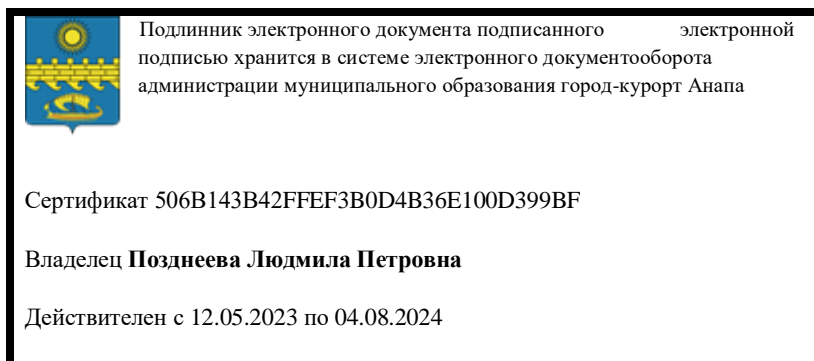 Подлинник электронного документа подписанного электронной
подписью хранится в системе электронного документооборота
администрации муниципального образования город-курорт Анапа
Сертификат 506B143B42FFEF3B0D4B36E100D399BF
Владелец Позднеева Людмила Петровна
Действителен с 12.05.2023 по 04.08.2024